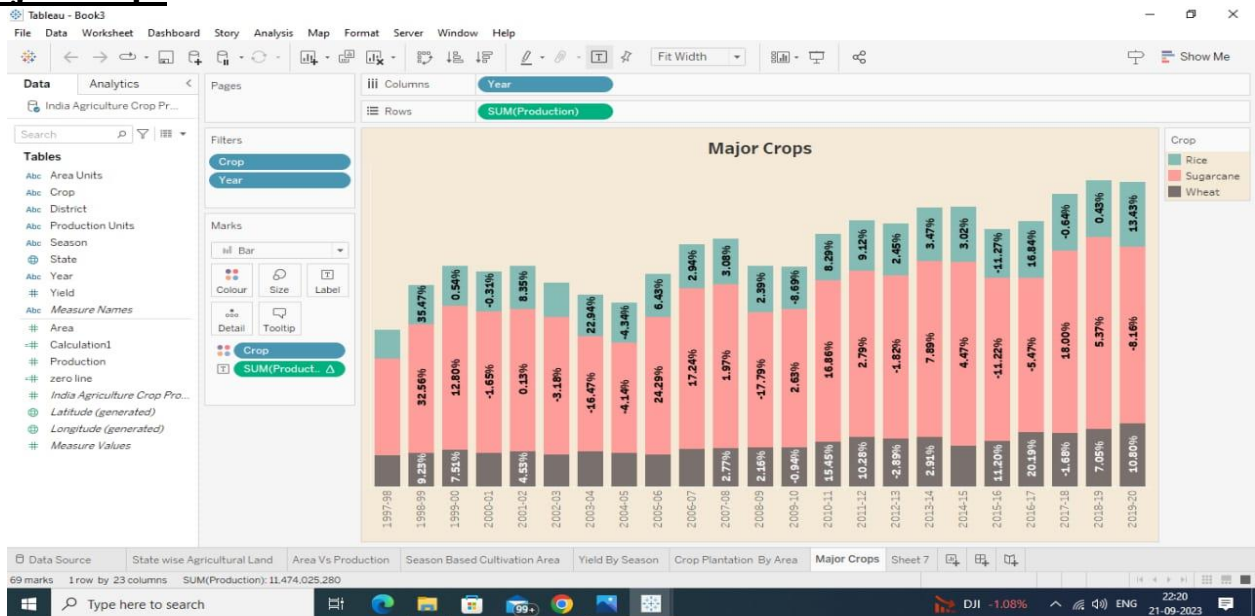 Tableau - Book3
File Data Worksheet Dashboard Story Analysis Map Format Server Window Help
Fit Width
Show Me
Data Analytics
Pages
Columns
Year
India Agriculture Crop Pr...
Rows
SUM(Production)
Search
Filters
Crop
Year
Tables
Abc Area Units
Abc Crop
Abc District
Abc Production Units
Abc Season
State
Abc Year
# Yield
Abc Measure Names
# Area
=# Calculation1
# Production
=# zero line
# India Agriculture Crop Pro...
Latitude (generated)
Longitude (generated)
# Measure Values
Marks
Bar
Colour Size Label
Detail Tooltip
Crop
SUM(Product.. Δ
Major Crops
Crop
Rice
Sugarcane
Wheat
35.47% 0.54% -0.31% 8.35% 22.94% -4.34% 6.43% 2.94% 3.08% 2.39% -8.69% 8.29% 9.12% 2.45% 3.47% 3.02% -11.27% 16.84% -0.64% 0.43% 13.43%
32.56% 12.80% -1.65% 0.13% -3.18% -16.47% -4.14% 24.29% 17.24% 1.97% -17.79% 2.63% 16.86% 2.79% -1.82% 7.89% 4.47% -11.22% -5.47% 18.00% 5.37% -8.16%
9.23% 7.51% 4.53% 2.77% 2.16% -0.94% 15.45% 10.28% -2.89% 2.91% 11.20% 20.19% -1.68% 7.05% 10.80%
1997-98 1998-99 1999-00 2000-01 2001-02 2002-03 2003-04 2004-05 2005-06 2006-07 2007-08 2008-09 2009-10 2010-11 2011-12 2012-13 2013-14 2014-15 2015-16 2016-17 2017-18 2018-19 2019-20
Data Source State wise Agricultural Land Area Vs Production Season Based Cultivation Area Yield By Season Crop Plantation By Area Major Crops Sheet 7
69 marks 1 row by 23 columns SUM(Production): 11,474,025,280
Type here to search
99+
DJI -1.08%
ENG
22:20
21-09-2023